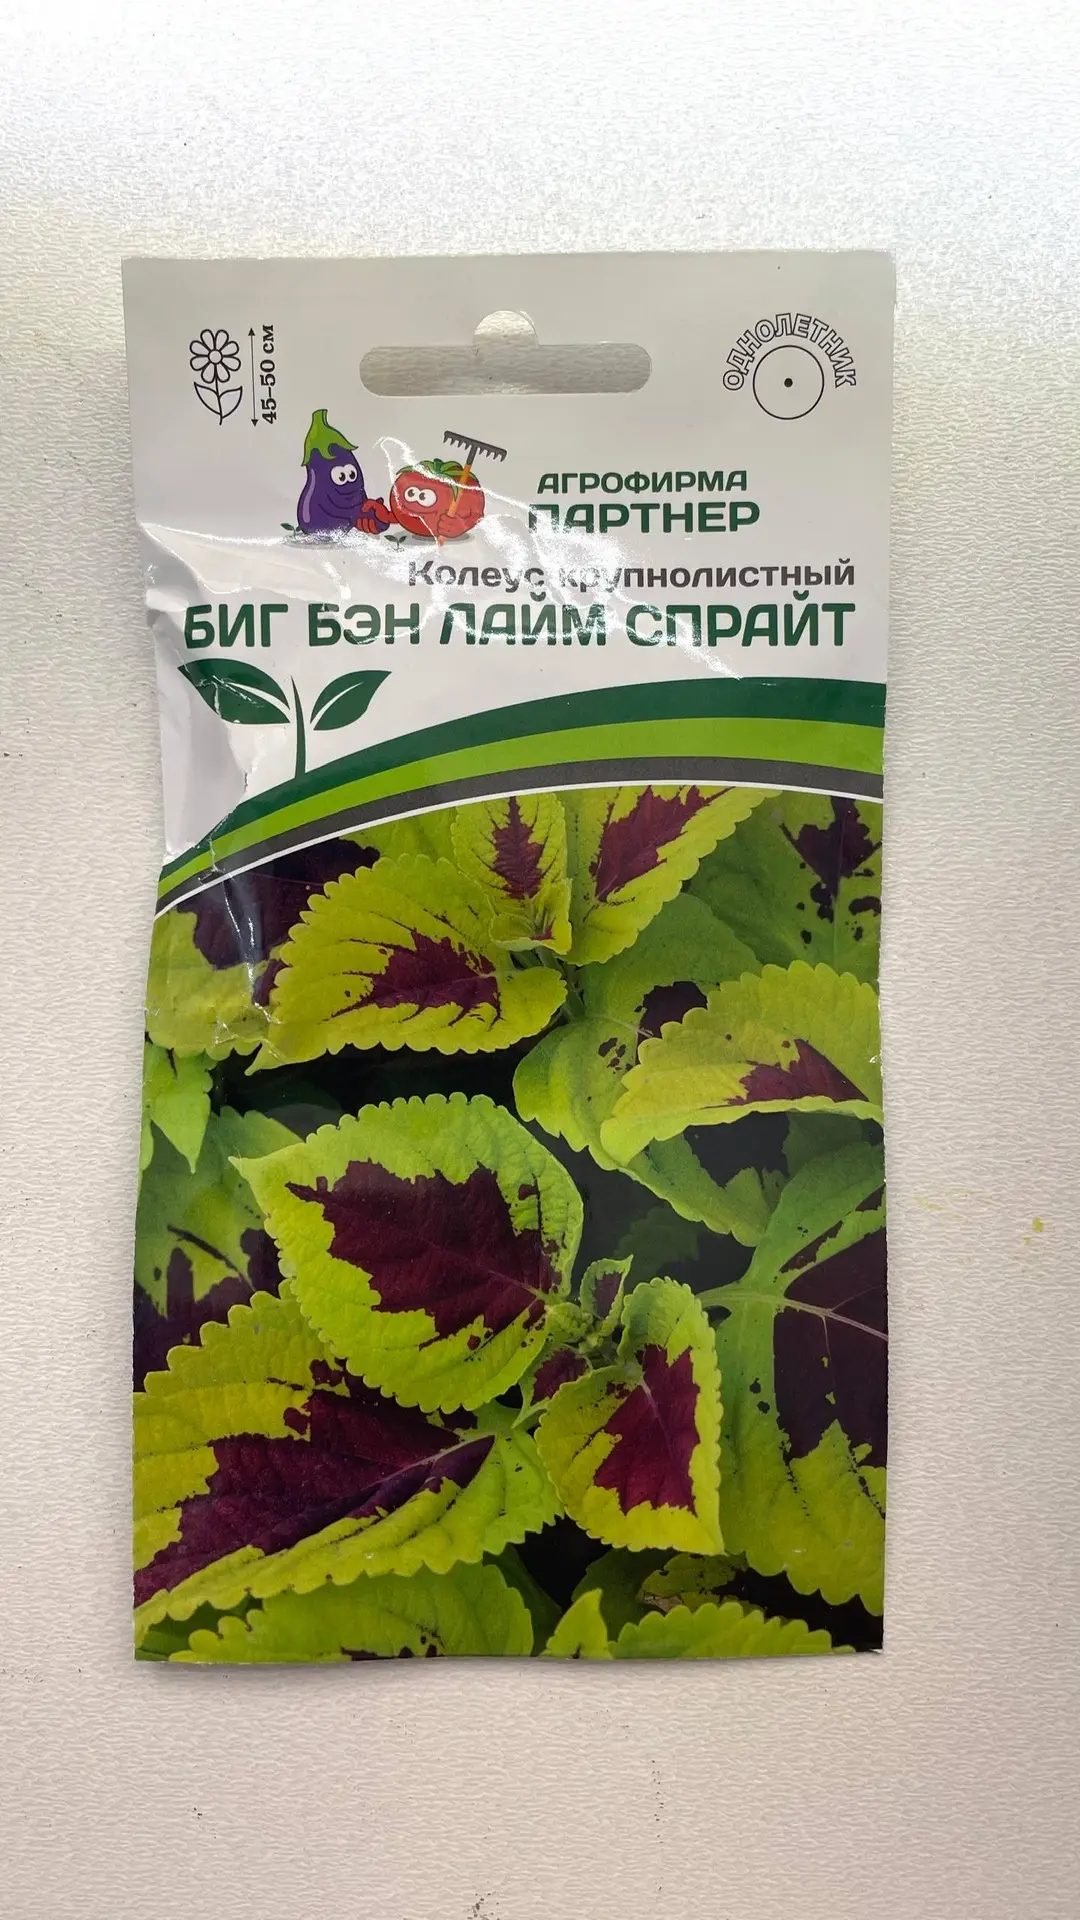 45-50 см
ОДНОЛЕТНИК
АГРОФИРМА
ПАРТНЕР
Колеус крупнолистный
БИГ БЭН ЛАЙМ СПРАЙТ